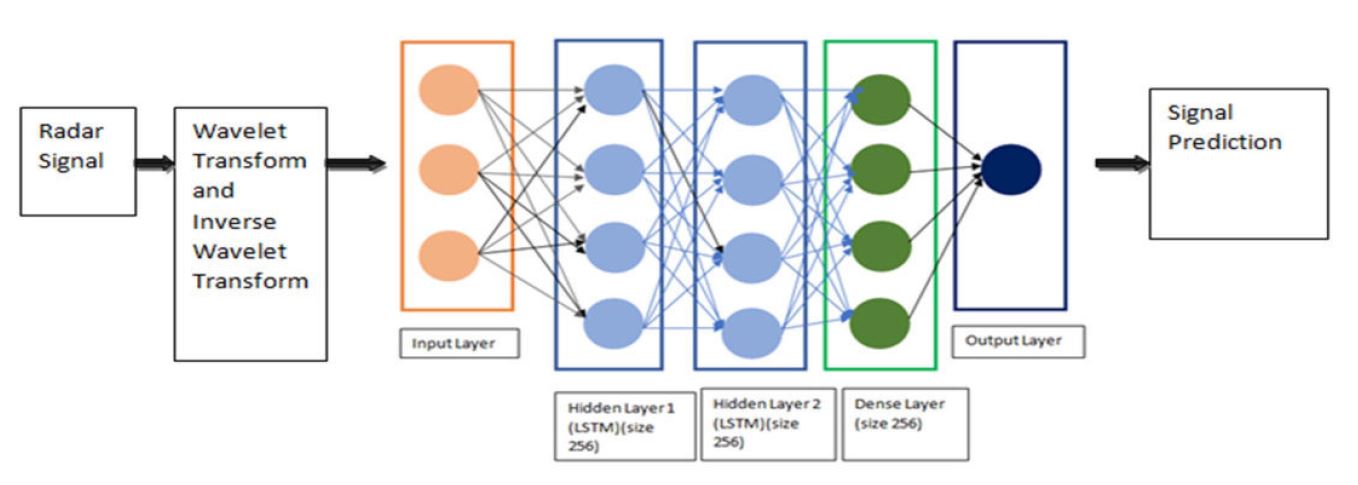 Radar
Signal
Wavelet
Transform
and
Inverse
Wavelet
Transform
Input Layer
Hidden Layer 1
(LSTM)(size
256)
Hidden Layer 2
(LSTM)(size
256)
Dense Layer
(size 256)
Output Layer
Signal
Prediction